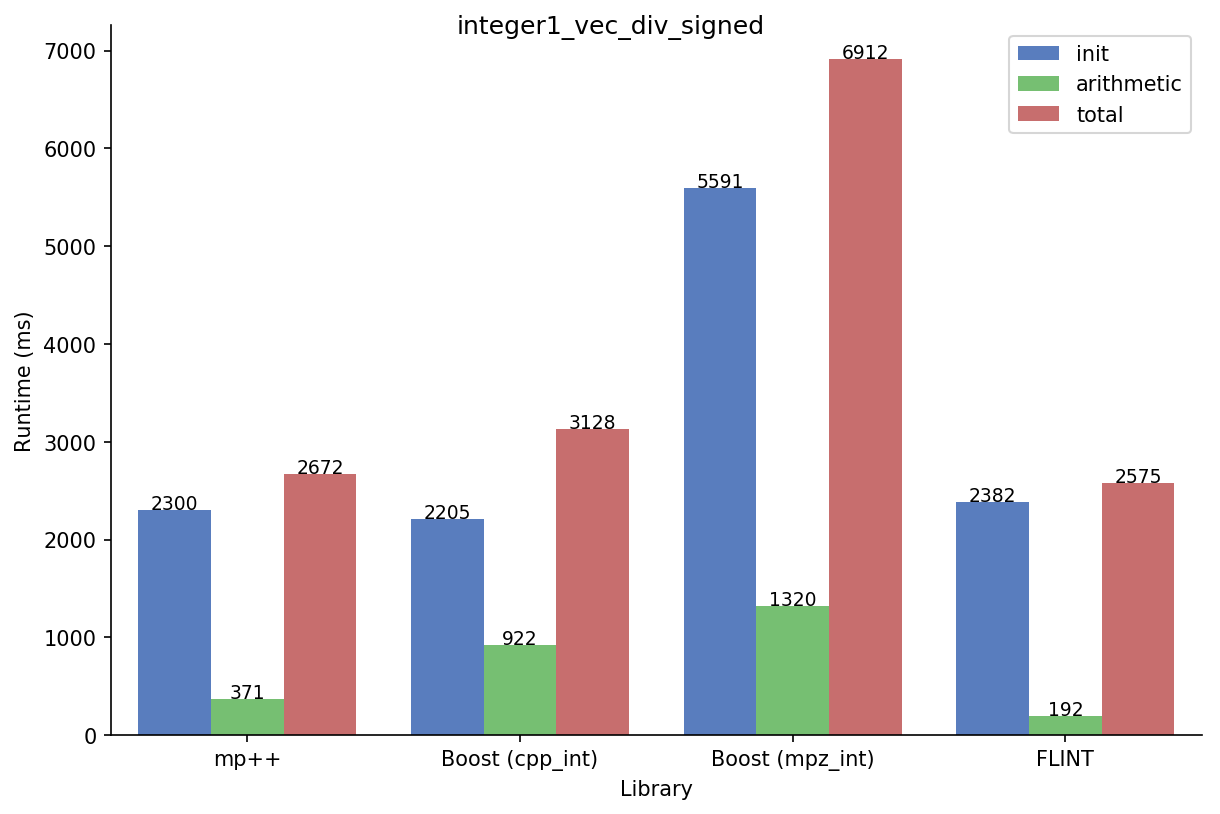 integer1_vec_div_signed
init
arithmetic
total
Runtime (ms)
7000
6000
5000
4000
3000
2000
1000
0
2300
371
2672
2205
922
3128
5591
1320
6912
2382
192
2575
mp++
Boost (cpp_int)
Boost (mpz_int)
FLINT
Library